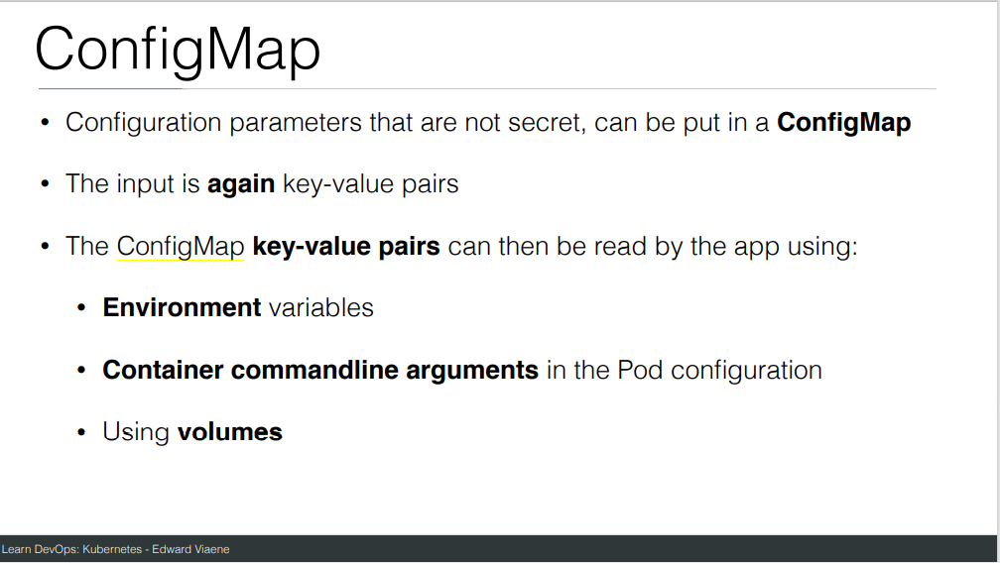 ConfigMap
• Configuration parameters that are not secret, can be put in a ConfigMap
• The input is again key-value pairs
• The ConfigMap key-value pairs can then be read by the app using:
• Environment variables
• Container commandline arguments in the Pod configuration
• Using volumes
Learn DevOps: Kubernetes - Edward Viaene